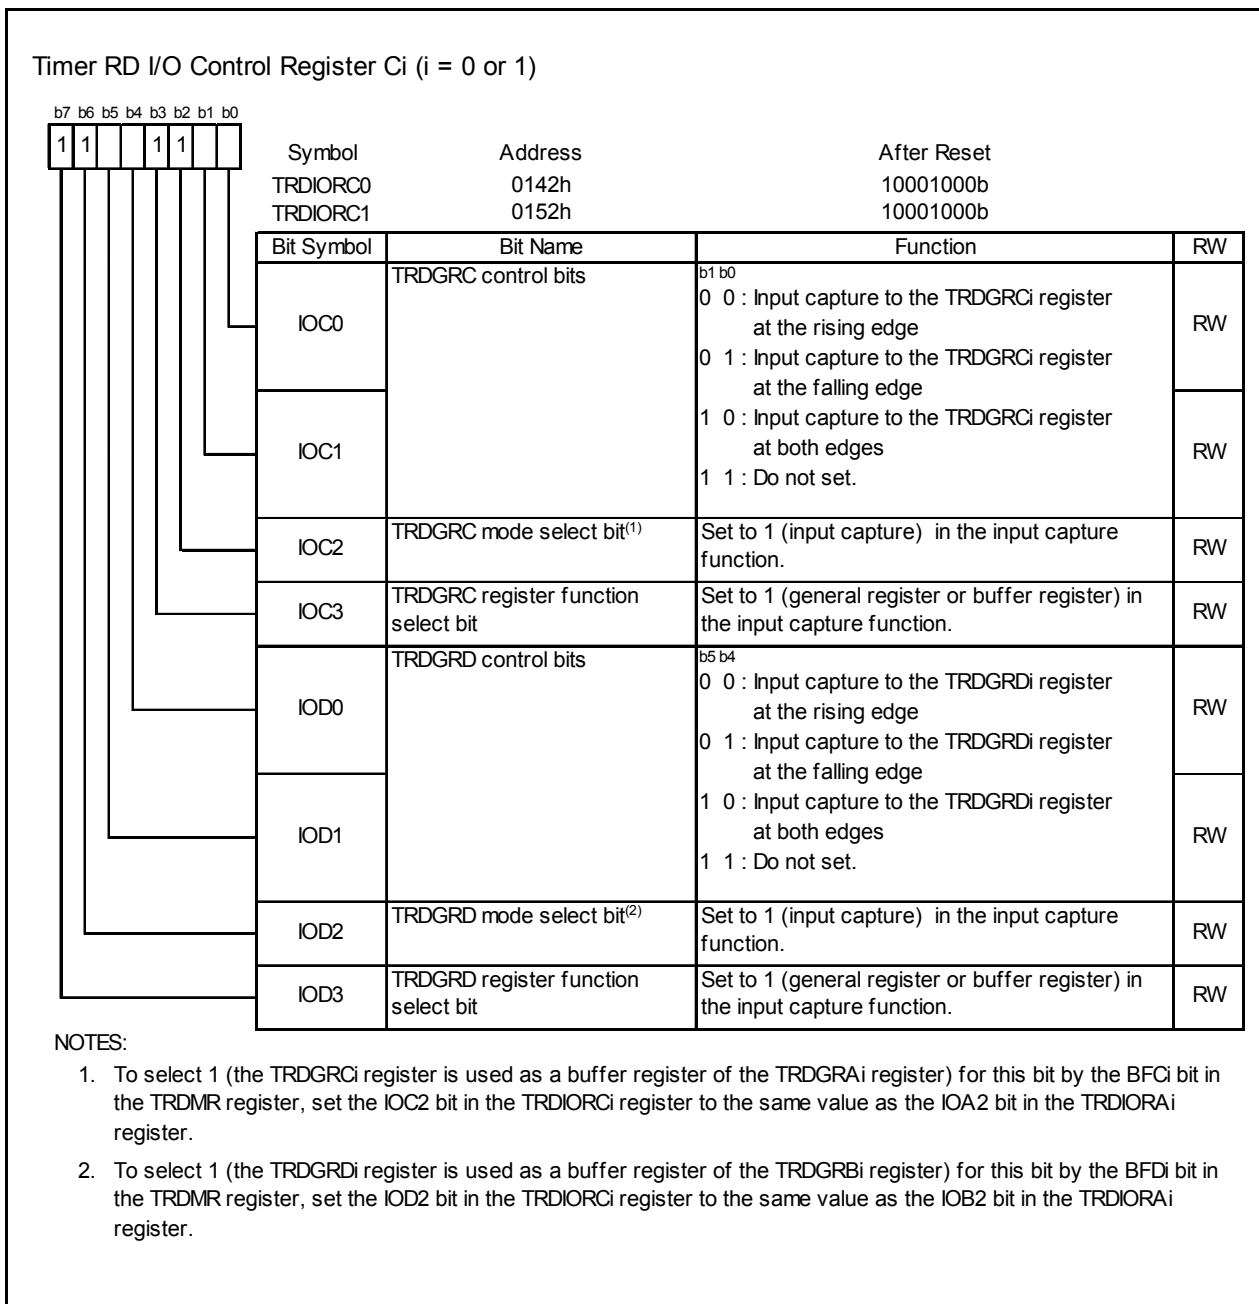 Timer RD I/O Control Register Ci (i = 0 or 1)
b7 b6 b5 b4 b3 b2 b1 b0
1 1 1 1
Symbol Address After Reset
TRDIORC0 0142h 10001000b
TRDIORC1 0152h 10001000b
Bit Symbol Bit Name Function RW
IOC0 TRDGRC control bits b1 b0
0 0 : Input capture to the TRDGRCi register
at the rising edge
RW
0 1 : Input capture to the TRDGRCi register
at the falling edge
IOC1
1 0 : Input capture to the TRDGRCi register
at both edges
RW
1 1 : Do not set.
IOC2 TRDGRC mode select bit(1) Set to 1 (input capture) in the input capture
function.
RW
IOC3 TRDGRC register function
select bit
Set to 1 (general register or buffer register) in
the input capture function.
RW
IOD0 TRDGRD control bits b5 b4
0 0 : Input capture to the TRDGRDi register
at the rising edge
RW
0 1 : Input capture to the TRDGRDi register
at the falling edge
IOD1
1 0 : Input capture to the TRDGRDi register
at both edges
RW
1 1 : Do not set.
IOD2 TRDGRD mode select bit(2) Set to 1 (input capture) in the input capture
function.
RW
IOD3 TRDGRD register function
select bit
Set to 1 (general register or buffer register) in
the input capture function.
RW
NOTES:
1. To select 1 (the TRDGRCi register is used as a buffer register of the TRDGRAi register) for this bit by the BFCi bit in
the TRDMR register, set the IOC2 bit in the TRDIORCi register to the same value as the IOA2 bit in the TRDIORAi
register.
2. To select 1 (the TRDGRDi register is used as a buffer register of the TRDGRBi register) for this bit by the BFDi bit in
the TRDMR register, set the IOD2 bit in the TRDIORCi register to the same value as the IOB2 bit in the TRDIORAi
register.